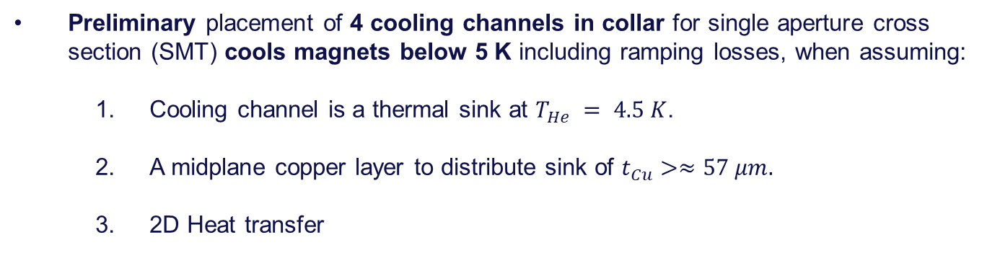 • Preliminary placement of 4 cooling channels in collar for single aperture cross
section (SMT) cools magnets below 5 K including ramping losses, when assuming:
1. Cooling channel is a thermal sink at T_{He} = 4.5 K.
2. A midplane copper layer to distribute sink of t_{Cu} >≈ 57 μm.
3. 2D Heat transfer